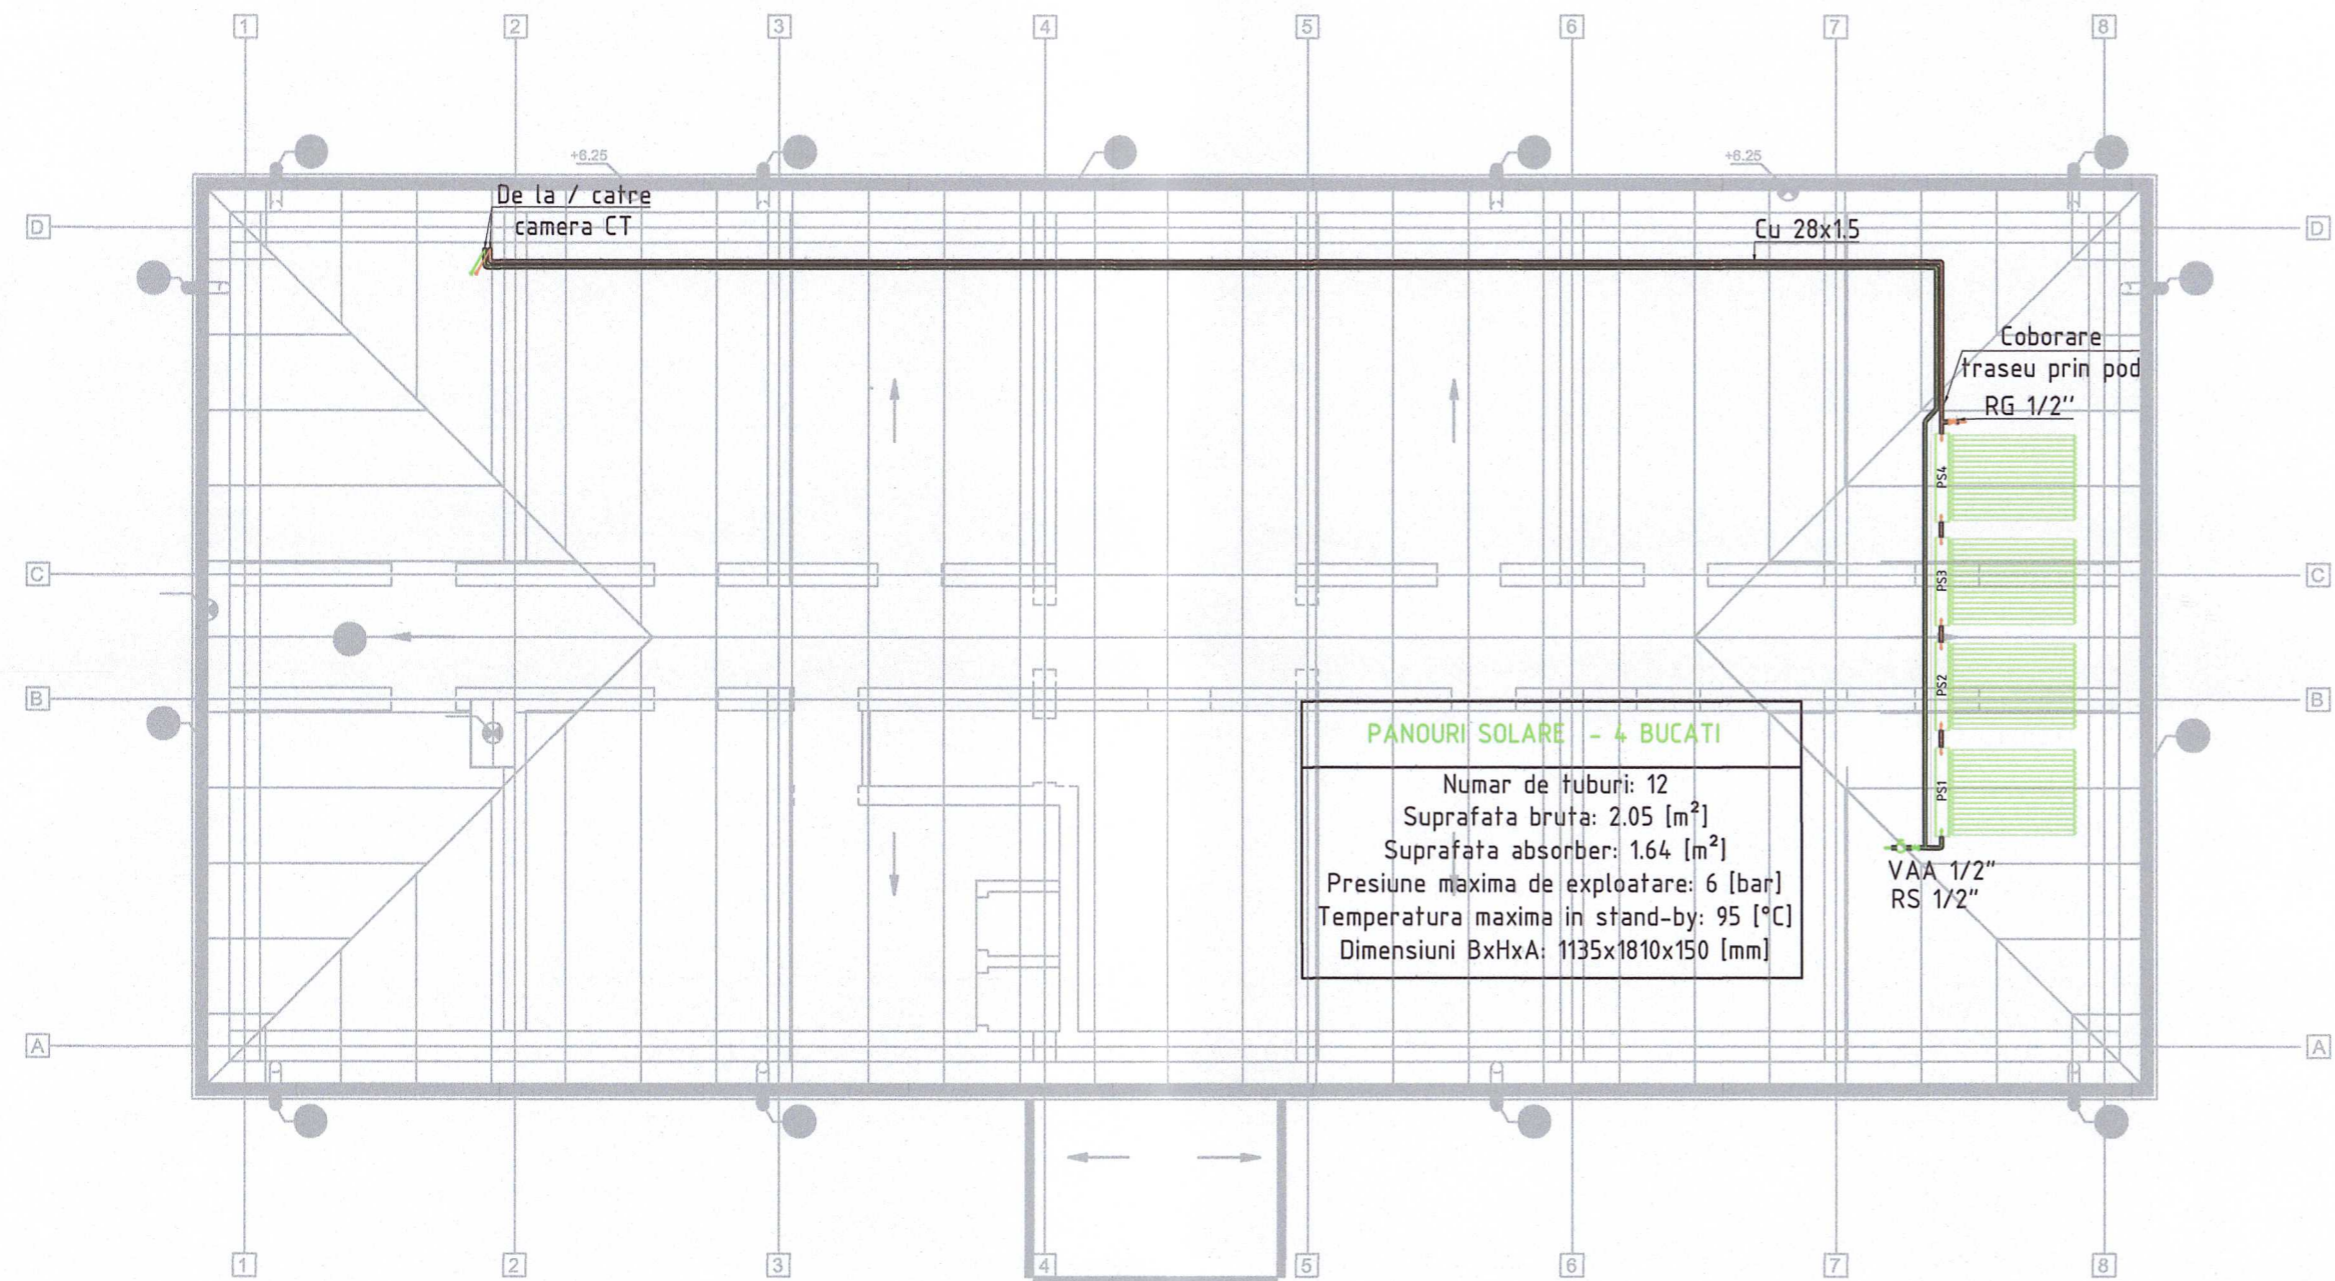 1 2 3 4 5 6 7 8
+6.25 +6.25
De la / catre
camera CT
D Cu 28x1.5 D
Coborare
traseu prin pod
RG 1/2"
PS4
C PS3 C
B PS2 B
PANOURI SOLARE - 4 BUCATI
Numar de tuburi: 12
Suprafata bruta: 2.05 [m²]
Suprafata absorber: 1.64 [m²]
Presiune maxima de exploatare: 6 [bar]
Temperatura maxima in stand-by: 95 [°C]
Dimensiuni BxHxA: 1135x1810x150 [mm]
PS1
VAA 1/2"
RS 1/2"
A A
1 2 3 4 5 6 7 8